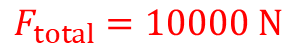 F_total = 10000 N